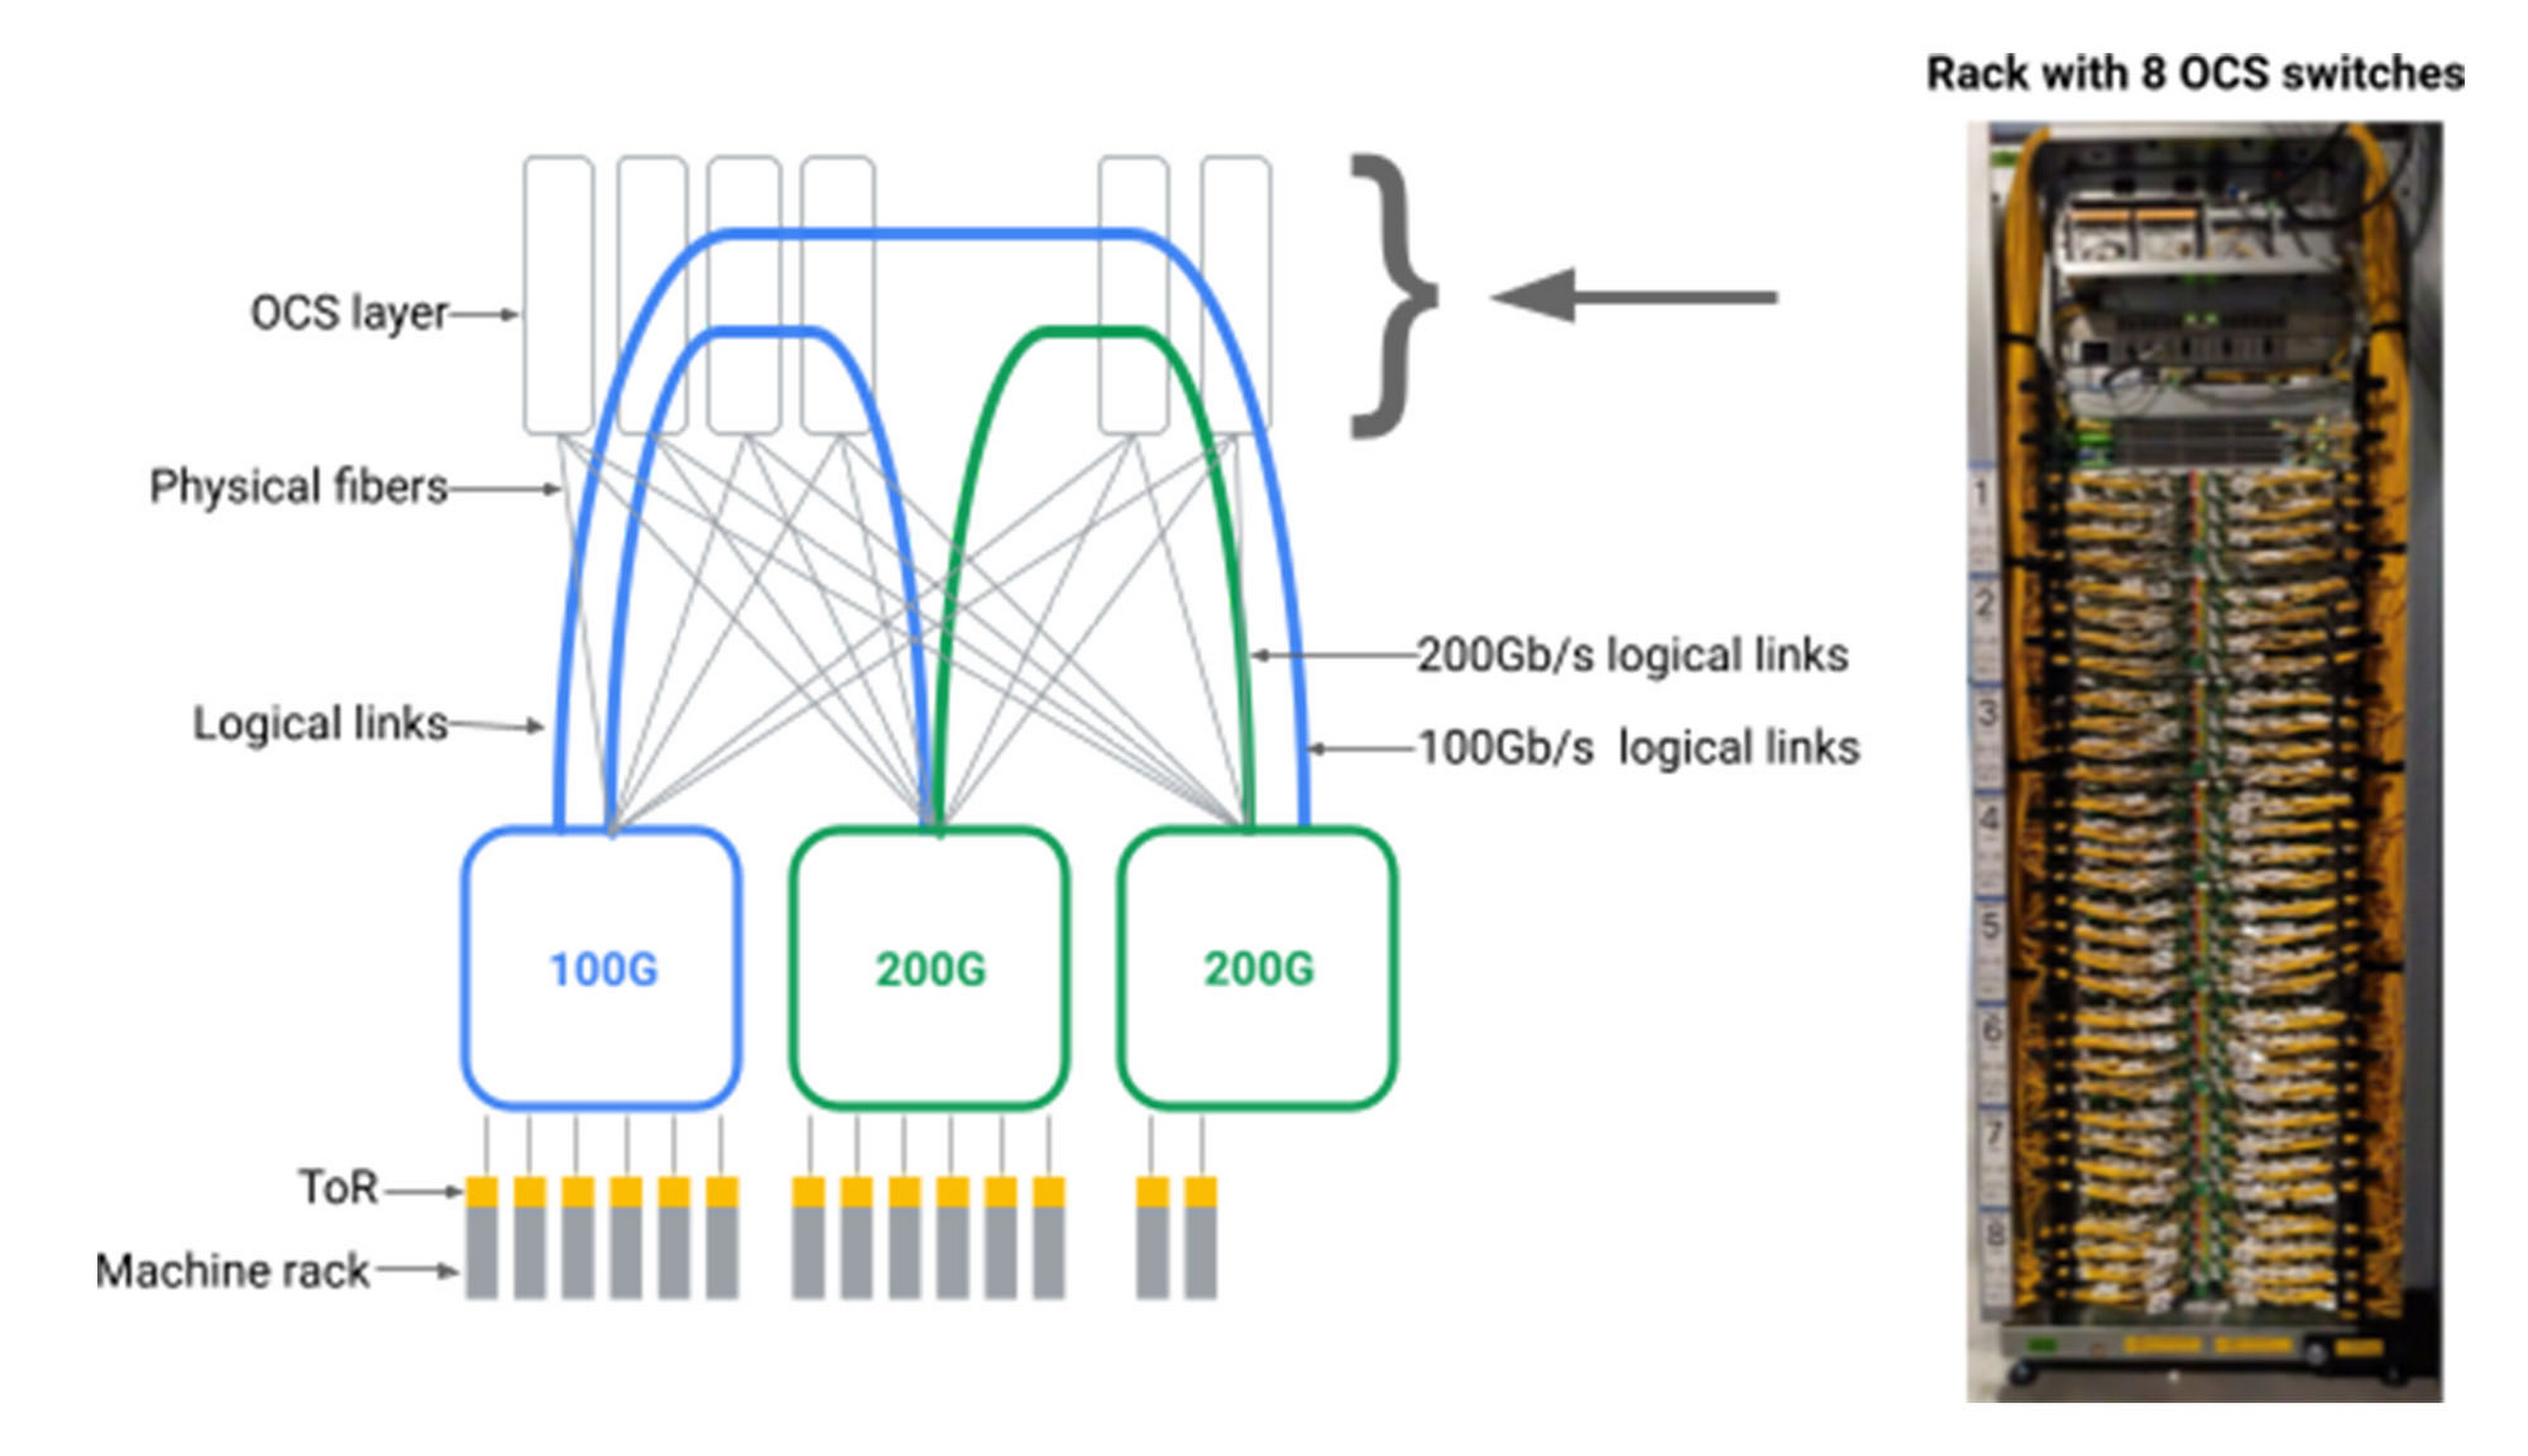 Rack with 8 OCS switches
OCS layer
Physical fibers
Logical links
200Gb/s logical links
100Gb/s logical links
100G
200G
200G
ToR
Machine rack
1
2
3
4
5
6
7
8